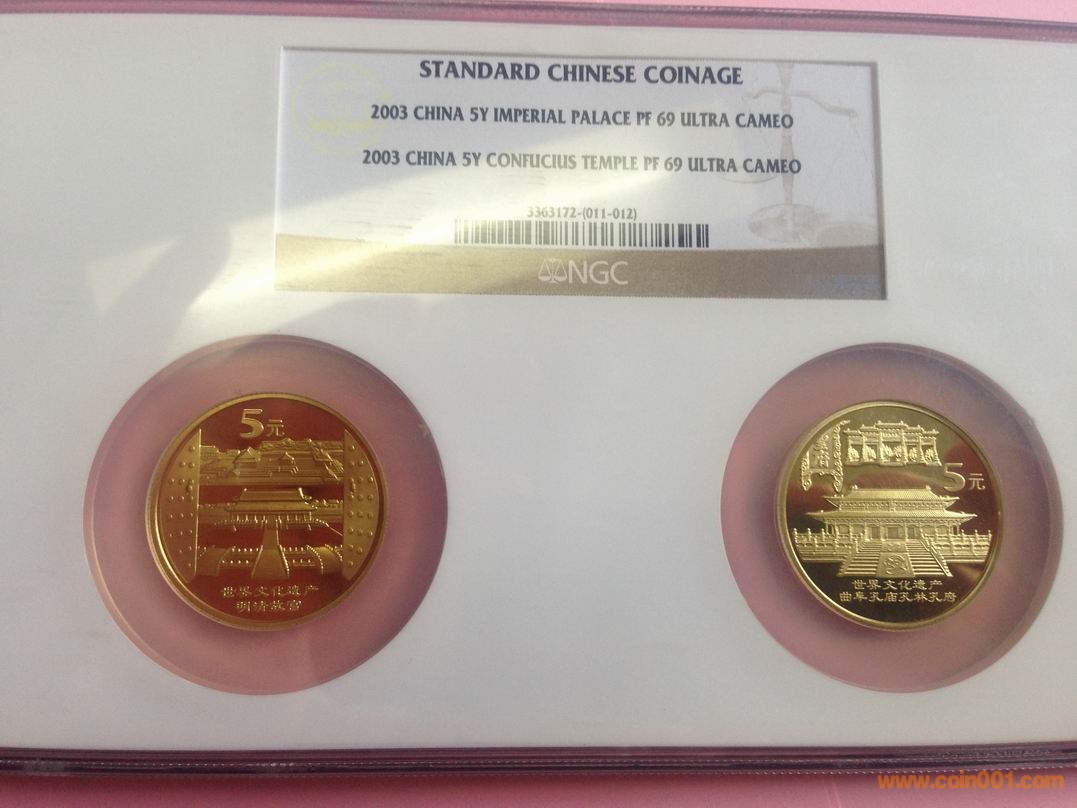 STANDARD CHINESE COINAGE
2003 CHINA 5Y IMPERIAL PALACE PF 69 ULTRA CAMEO
2003 CHINA 5Y CONFUCIUS TEMPLE PF 69 ULTRA CAMEO
3363172-(011-012)
NGC
5元
世界文化遗产
明清故宫
5元
世界文化遗产
曲阜孔庙孔林孔府
www.coin001.com